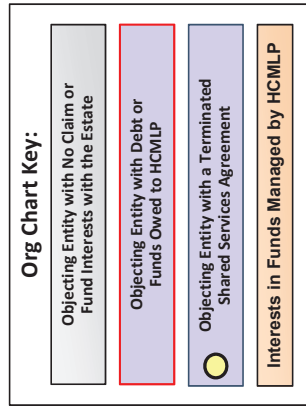 Org Chart Key:
Objecting Entity with No Claim or
Fund Interests with the Estate
Objecting Entity with Debt or
Funds Owed to HCMLP
Objecting Entity with a Terminated
Shared Services Agreement
Interests in Funds Managed by HCMLP